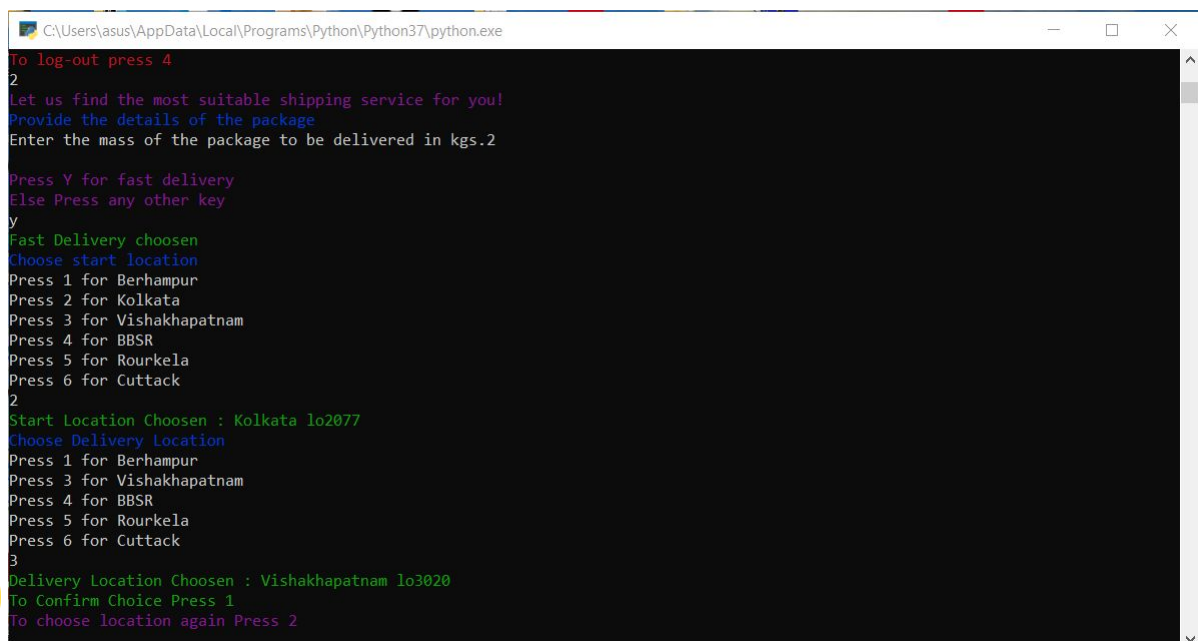 C:\Users\asus\AppData\Local\Programs\Python\Python37\python.exe
To log-out press 4
2
Let us find the most suitable shipping service for you!
Provide the details of the package
Enter the mass of the package to be delivered in kgs.2
Press Y for fast delivery
Else Press any other key
y
Fast Delivery choosen
Choose start location
Press 1 for Berhampur
Press 2 for Kolkata
Press 3 for Vishakhapatnam
Press 4 for BBSR
Press 5 for Rourkela
Press 6 for Cuttack
2
Start Location Choosen : Kolkata lo2077
Choose Delivery Location
Press 1 for Berhampur
Press 3 for Vishakhapatnam
Press 4 for BBSR
Press 5 for Rourkela
Press 6 for Cuttack
3
Delivery Location Choosen : Vishakhapatnam lo3020
To Confirm Choice Press 1
To choose location again Press 2